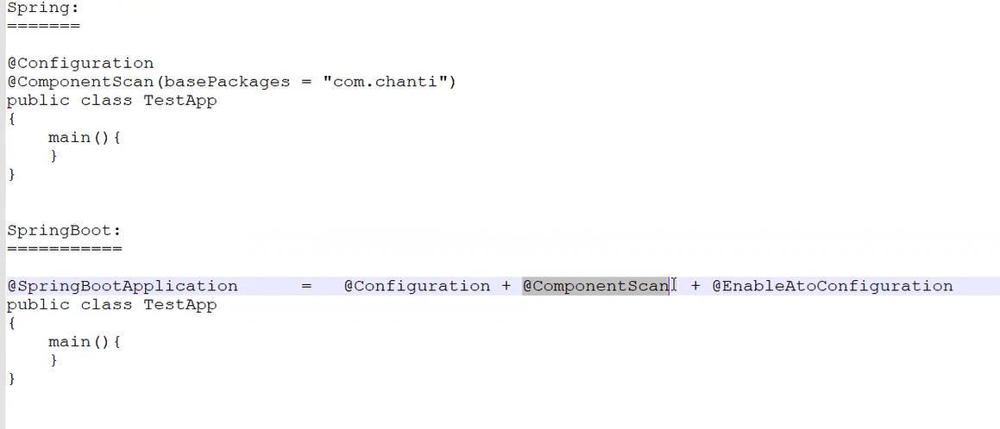 Spring:
=======
@Configuration
@ComponentScan(basePackages = "com.chanti")
public class TestApp
{
main(){
}
}
SpringBoot:
===========
@SpringBootApplication = @Configuration + @ComponentScan + @EnableAtoConfiguration
public class TestApp
{
main(){
}
}